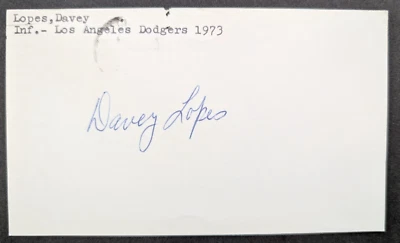 Lopes,Davey
Inf.- Los Angeles Dodgers 1973
Davey Lopes